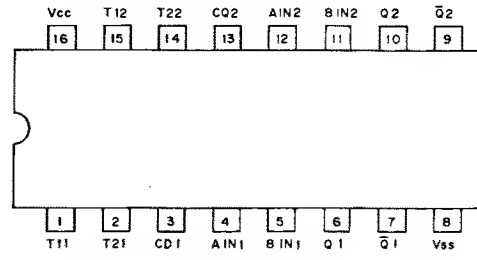 Vcc T12 T22 CQ2 AIN2 BIN2 Q2 Q̅2
16 15 14 13 12 11 10 9
1 2 3 4 5 6 7 8
T11 T21 CD1 AIN1 BIN1 Q1 Q̅1 Vss